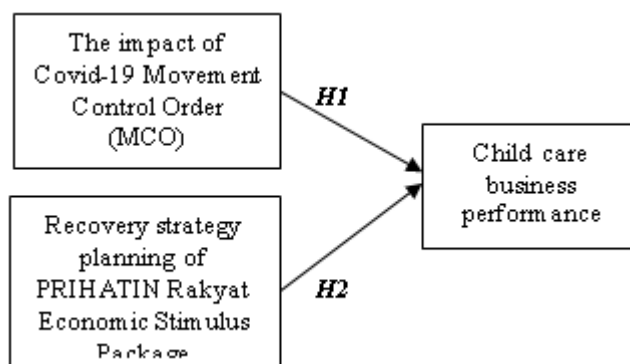 The impact of
Covid-19 Movement
Control Order
(MCO)
H1
Child care
business
performance
Recovery strategy
planning of
PRIHATIN Rakyat
Economic Stimulus
Package
H2